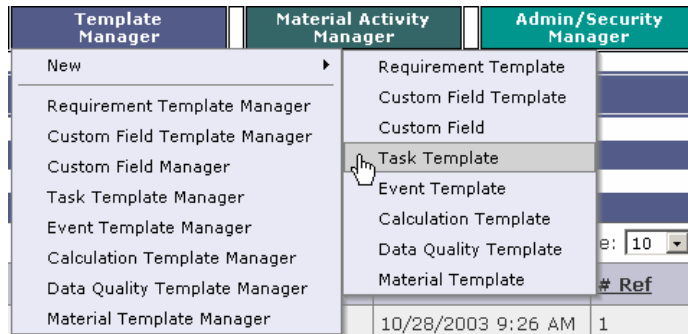 Template Manager
Material Activity Manager
Admin/Security Manager
New
Requirement Template Manager
Custom Field Template Manager
Custom Field Manager
Task Template Manager
Event Template Manager
Calculation Template Manager
Data Quality Template Manager
Material Template Manager
Requirement Template
Custom Field Template
Custom Field
Task Template
Event Template
Calculation Template
Data Quality Template
Material Template
e: 10
# Ref
10/28/2003 9:26 AM 1